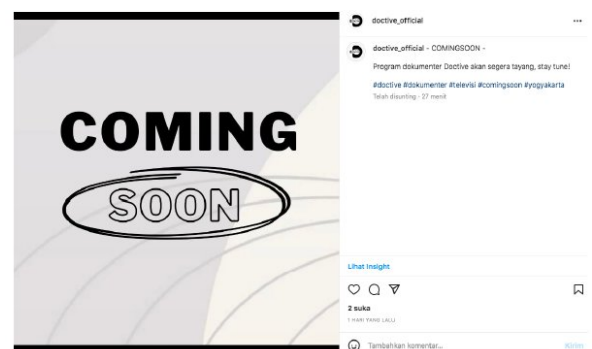 COMING
SOON
doctive_official
doctive_official - COMINGSOON -
Program dokumenter Doctive akan segera tayang, stay tune!
#doctive #dokumenter #televisi #comingsoon #yogyakarta
Telah disunting · 27 menit
Lihat Insight
2 suka
1 HARI YANG LALU
Tambahkan komentar...
Kirim